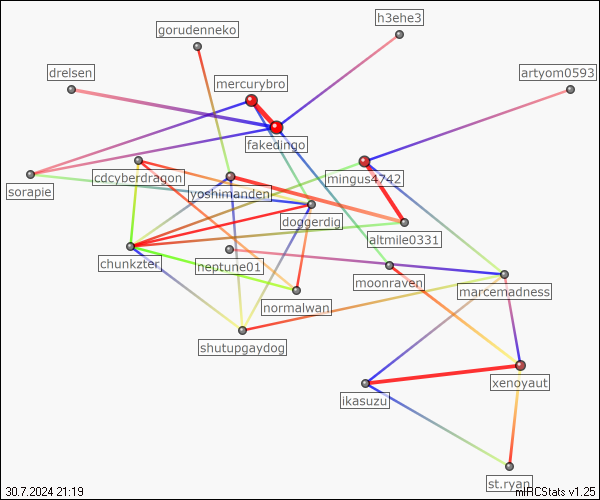 h3ehe3
gorudenneko
drelsen
artyom0593
mercurybro
fakedingo
cdcyberdragon
mingus4742
sorapie
yoshimanden
doggerdig
altmile0331
chunkzter
neptune01
moonraven
marcemadness
normalwan
shutupgaydog
xenoyaut
ikasuzu
st.ryan
30.7.2024 21:19
mIRCStats v1.25